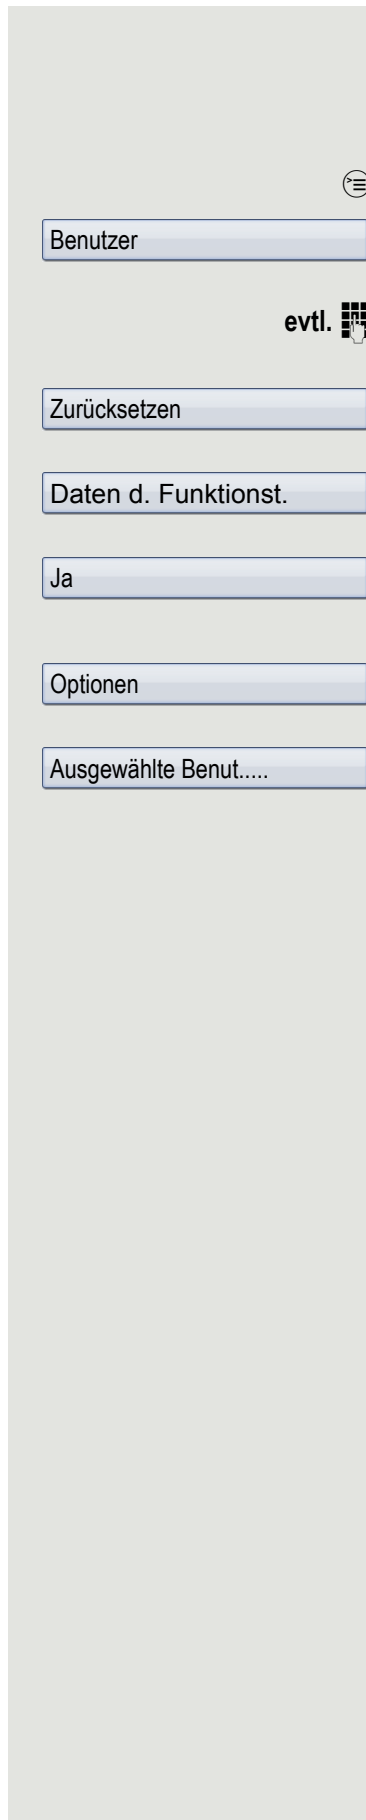 Benutzer
evtl.
Zurücksetzen
Daten d. Funktionst.
Ja
Optionen
Ausgewählte Benut.....